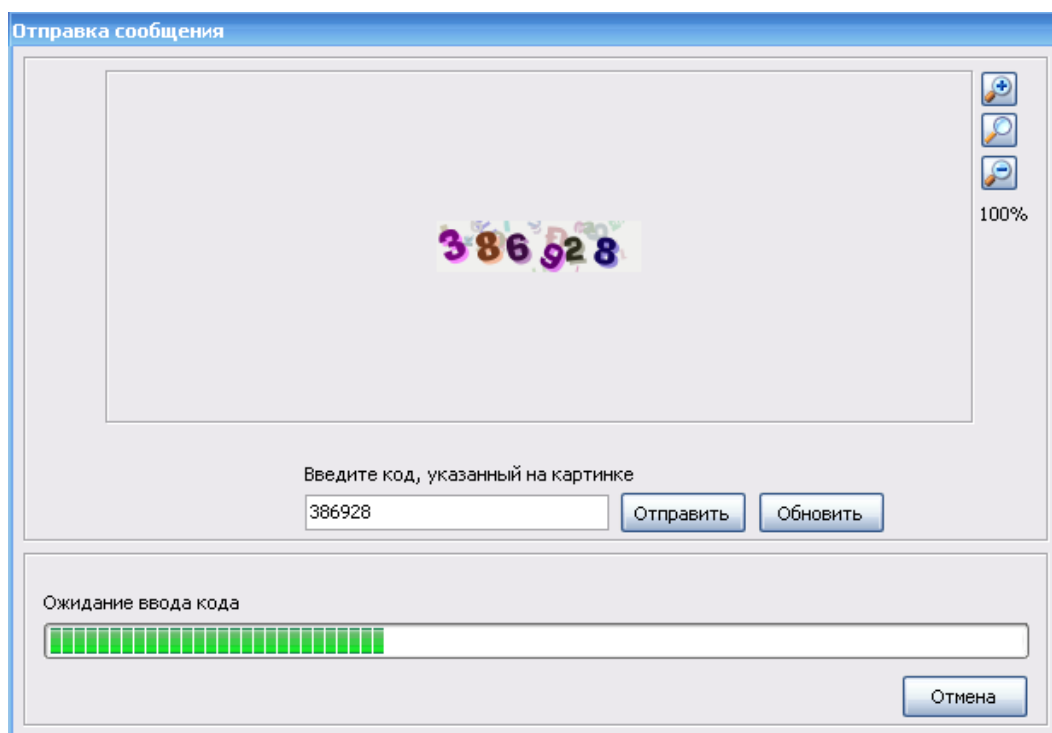 Отправка сообщения
100%
386928
Введите код, указанный на картинке
386928
Отправить
Обновить
Ожидание ввода кода
Отмена